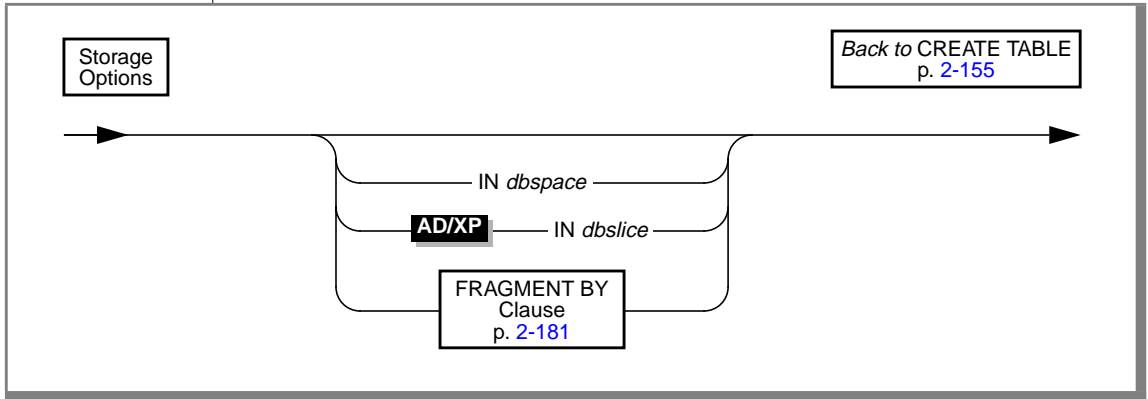 Storage
Options
Back to CREATE TABLE
p. 2-155
IN dbspace
AD/XP IN dbslice
FRAGMENT BY
Clause
p. 2-181